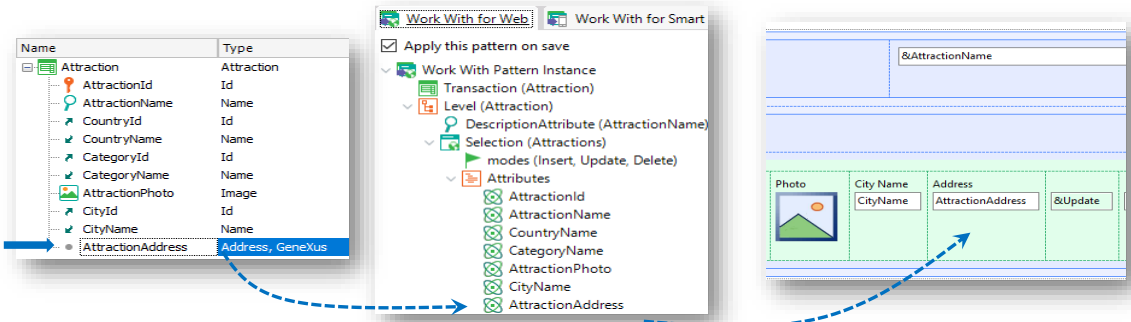 Name Type
Attraction Attraction
AttractionId Id
AttractionName Name
CountryId Id
CountryName Name
CategoryId Id
CategoryName Name
AttractionPhoto Image
CityId Id
CityName Name
AttractionAddress Address, GeneXus
Work With for Web Work With for Smart
Apply this pattern on save
Work With Pattern Instance
Transaction (Attraction)
Level (Attraction)
DescriptionAttribute (AttractionName)
Selection (Attractions)
modes (Insert, Update, Delete)
Attributes
AttractionId
AttractionName
CountryName
CategoryName
AttractionPhoto
CityName
AttractionAddress
&AttractionName
Photo City Name Address
CityName AttractionAddress &Update